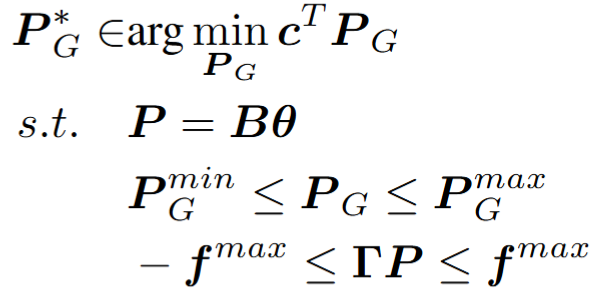 P*_G ∈ arg min_{P_G} c^T P_G
s.t. P = Bθ
P_G^{min} ≤ P_G ≤ P_G^{max}
− f^{max} ≤ ΓP ≤ f^{max}